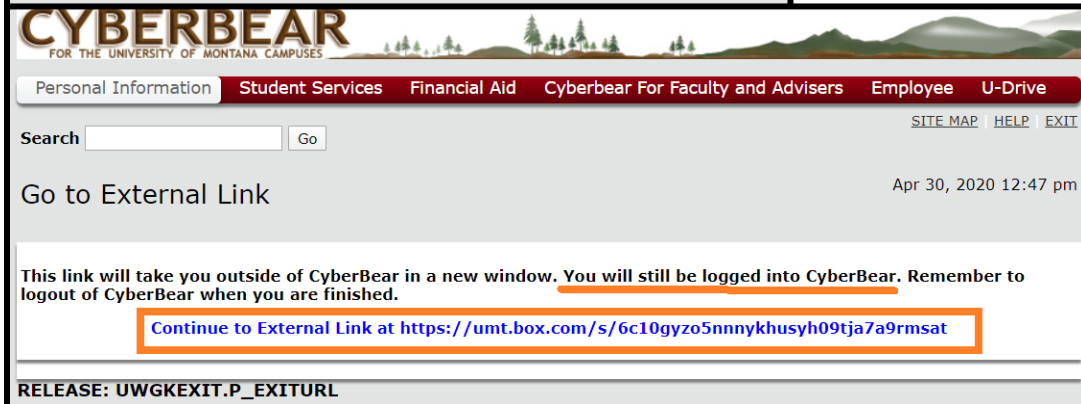 CYBERBEAR
FOR THE UNIVERSITY OF MONTANA CAMPUSES
Personal Information Student Services Financial Aid Cyberbear For Faculty and Advisers Employee U-Drive
Search Go
SITE MAP | HELP | EXIT
Go to External Link
Apr 30, 2020 12:47 pm
This link will take you outside of CyberBear in a new window. You will still be logged into CyberBear. Remember to
logout of CyberBear when you are finished.
Continue to External Link at https://umt.box.com/s/6c10gyzo5nnnykhusyh09tja7a9rmsat
RELEASE: UWGKEXIT.P_EXITURL